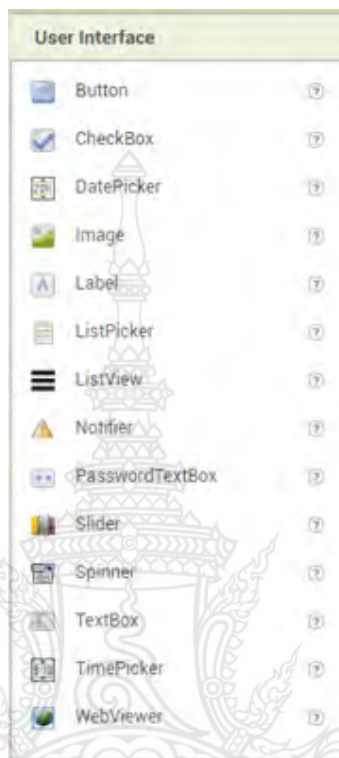 User Interface
Button
CheckBox
DatePicker
Image
Label
ListPicker
ListView
Notifier
PasswordTextBox
Slider
Spinner
TextBox
TimePicker
WebViewer